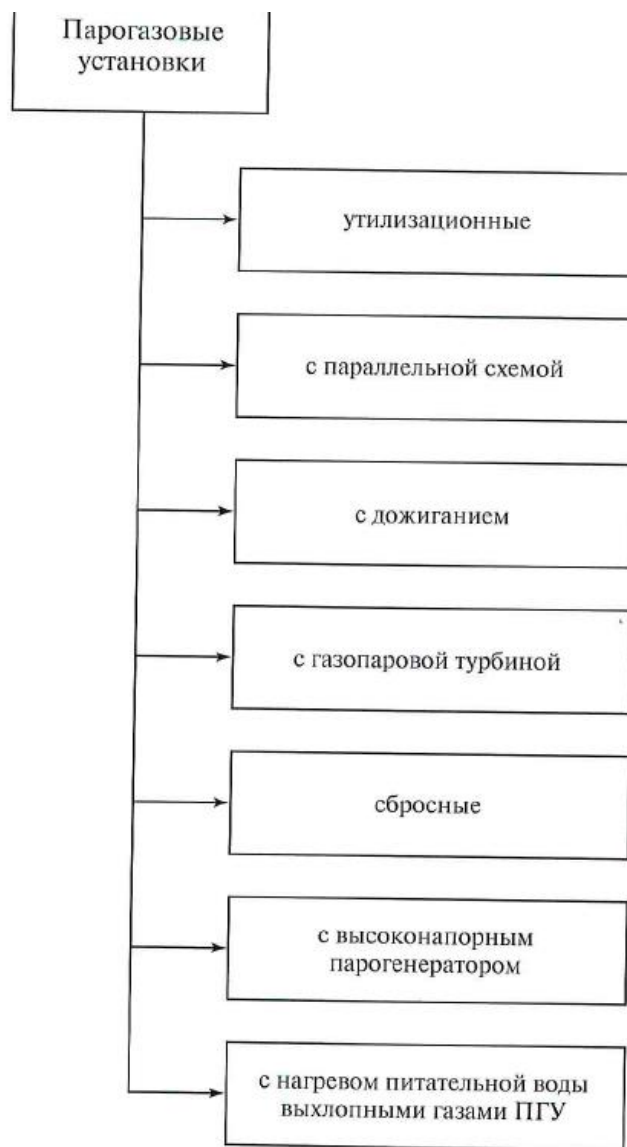 Парогазовые
установки
утилизационные
с параллельной схемой
с дожиганием
с газопаровой турбиной
сбросные
с высоконапорным
парогенератором
с нагревом питательной воды
выхлопными газами ПГУ